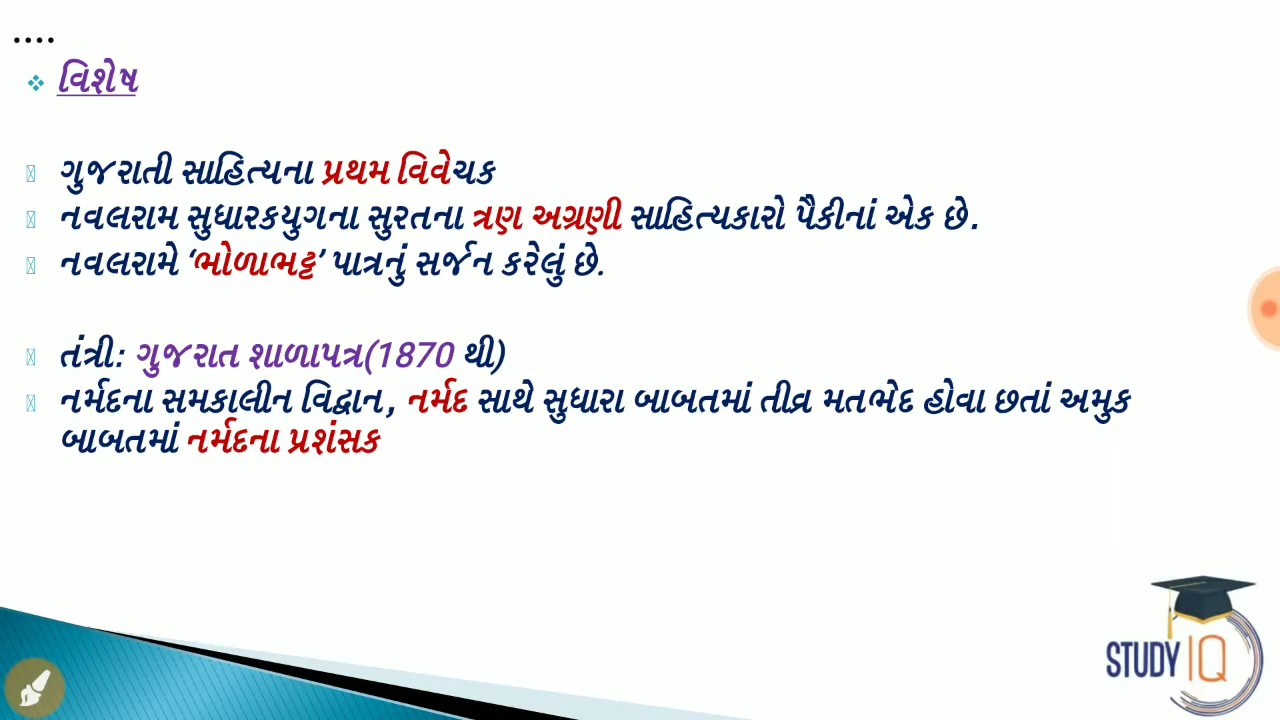 ....
વિશેષ
ગુજરાતી સાહિત્યના પ્રથમ વિવેચક
નવલરામ સુધારકયુગના સુરતના ત્રણ અગ્રણી સાહિત્યકારો પૈકીનાં એક છે.
નવલરામે ‘ભોળાભટ્ટ’ પાત્રનું સર્જન કરેલું છે.
તંત્રી: ગુજરાત શાળાપત્ર(1870 થી)
નર્મદના સમકાલીન વિદ્વાન, નર્મદ સાથે સુધારા બાબતમાં તીવ્ર મતભેદ હોવા છતાં અમુક
બાબતમાં નર્મદના પ્રશંસક
STUDY IQ